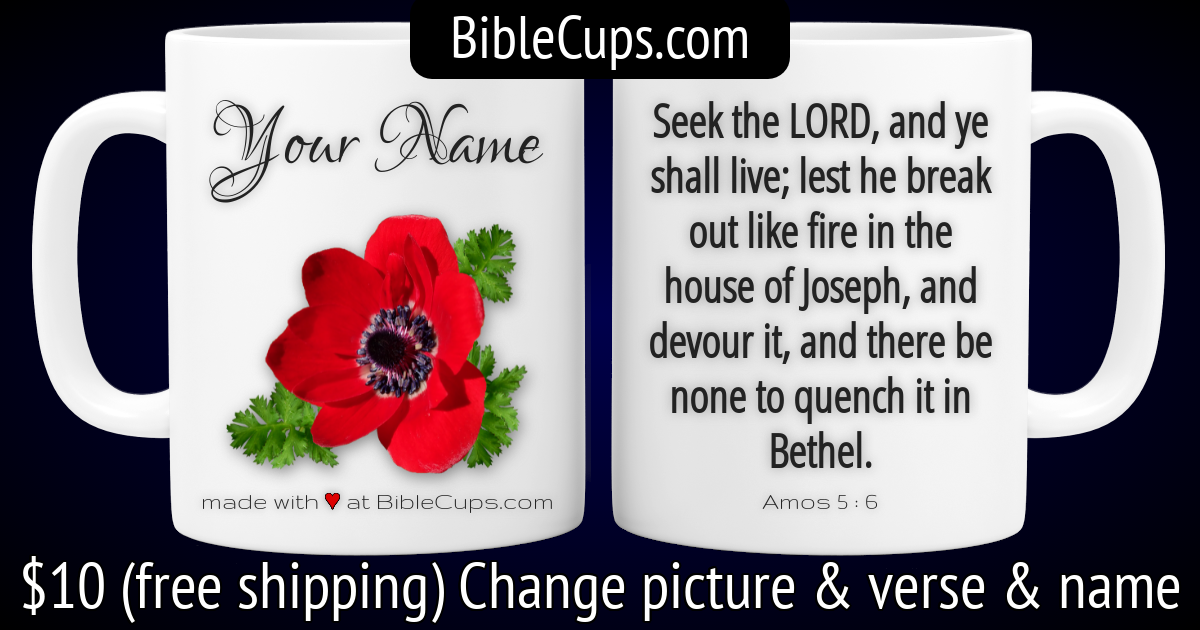 BibleCups.com
Your Name
made with ♥ at BibleCups.com
Seek the LORD, and ye
shall live; lest he break
out like fire in the
house of Joseph, and
devour it, and there be
none to quench it in
Bethel.
Amos 5 : 6
$10 (free shipping) Change picture & verse & name